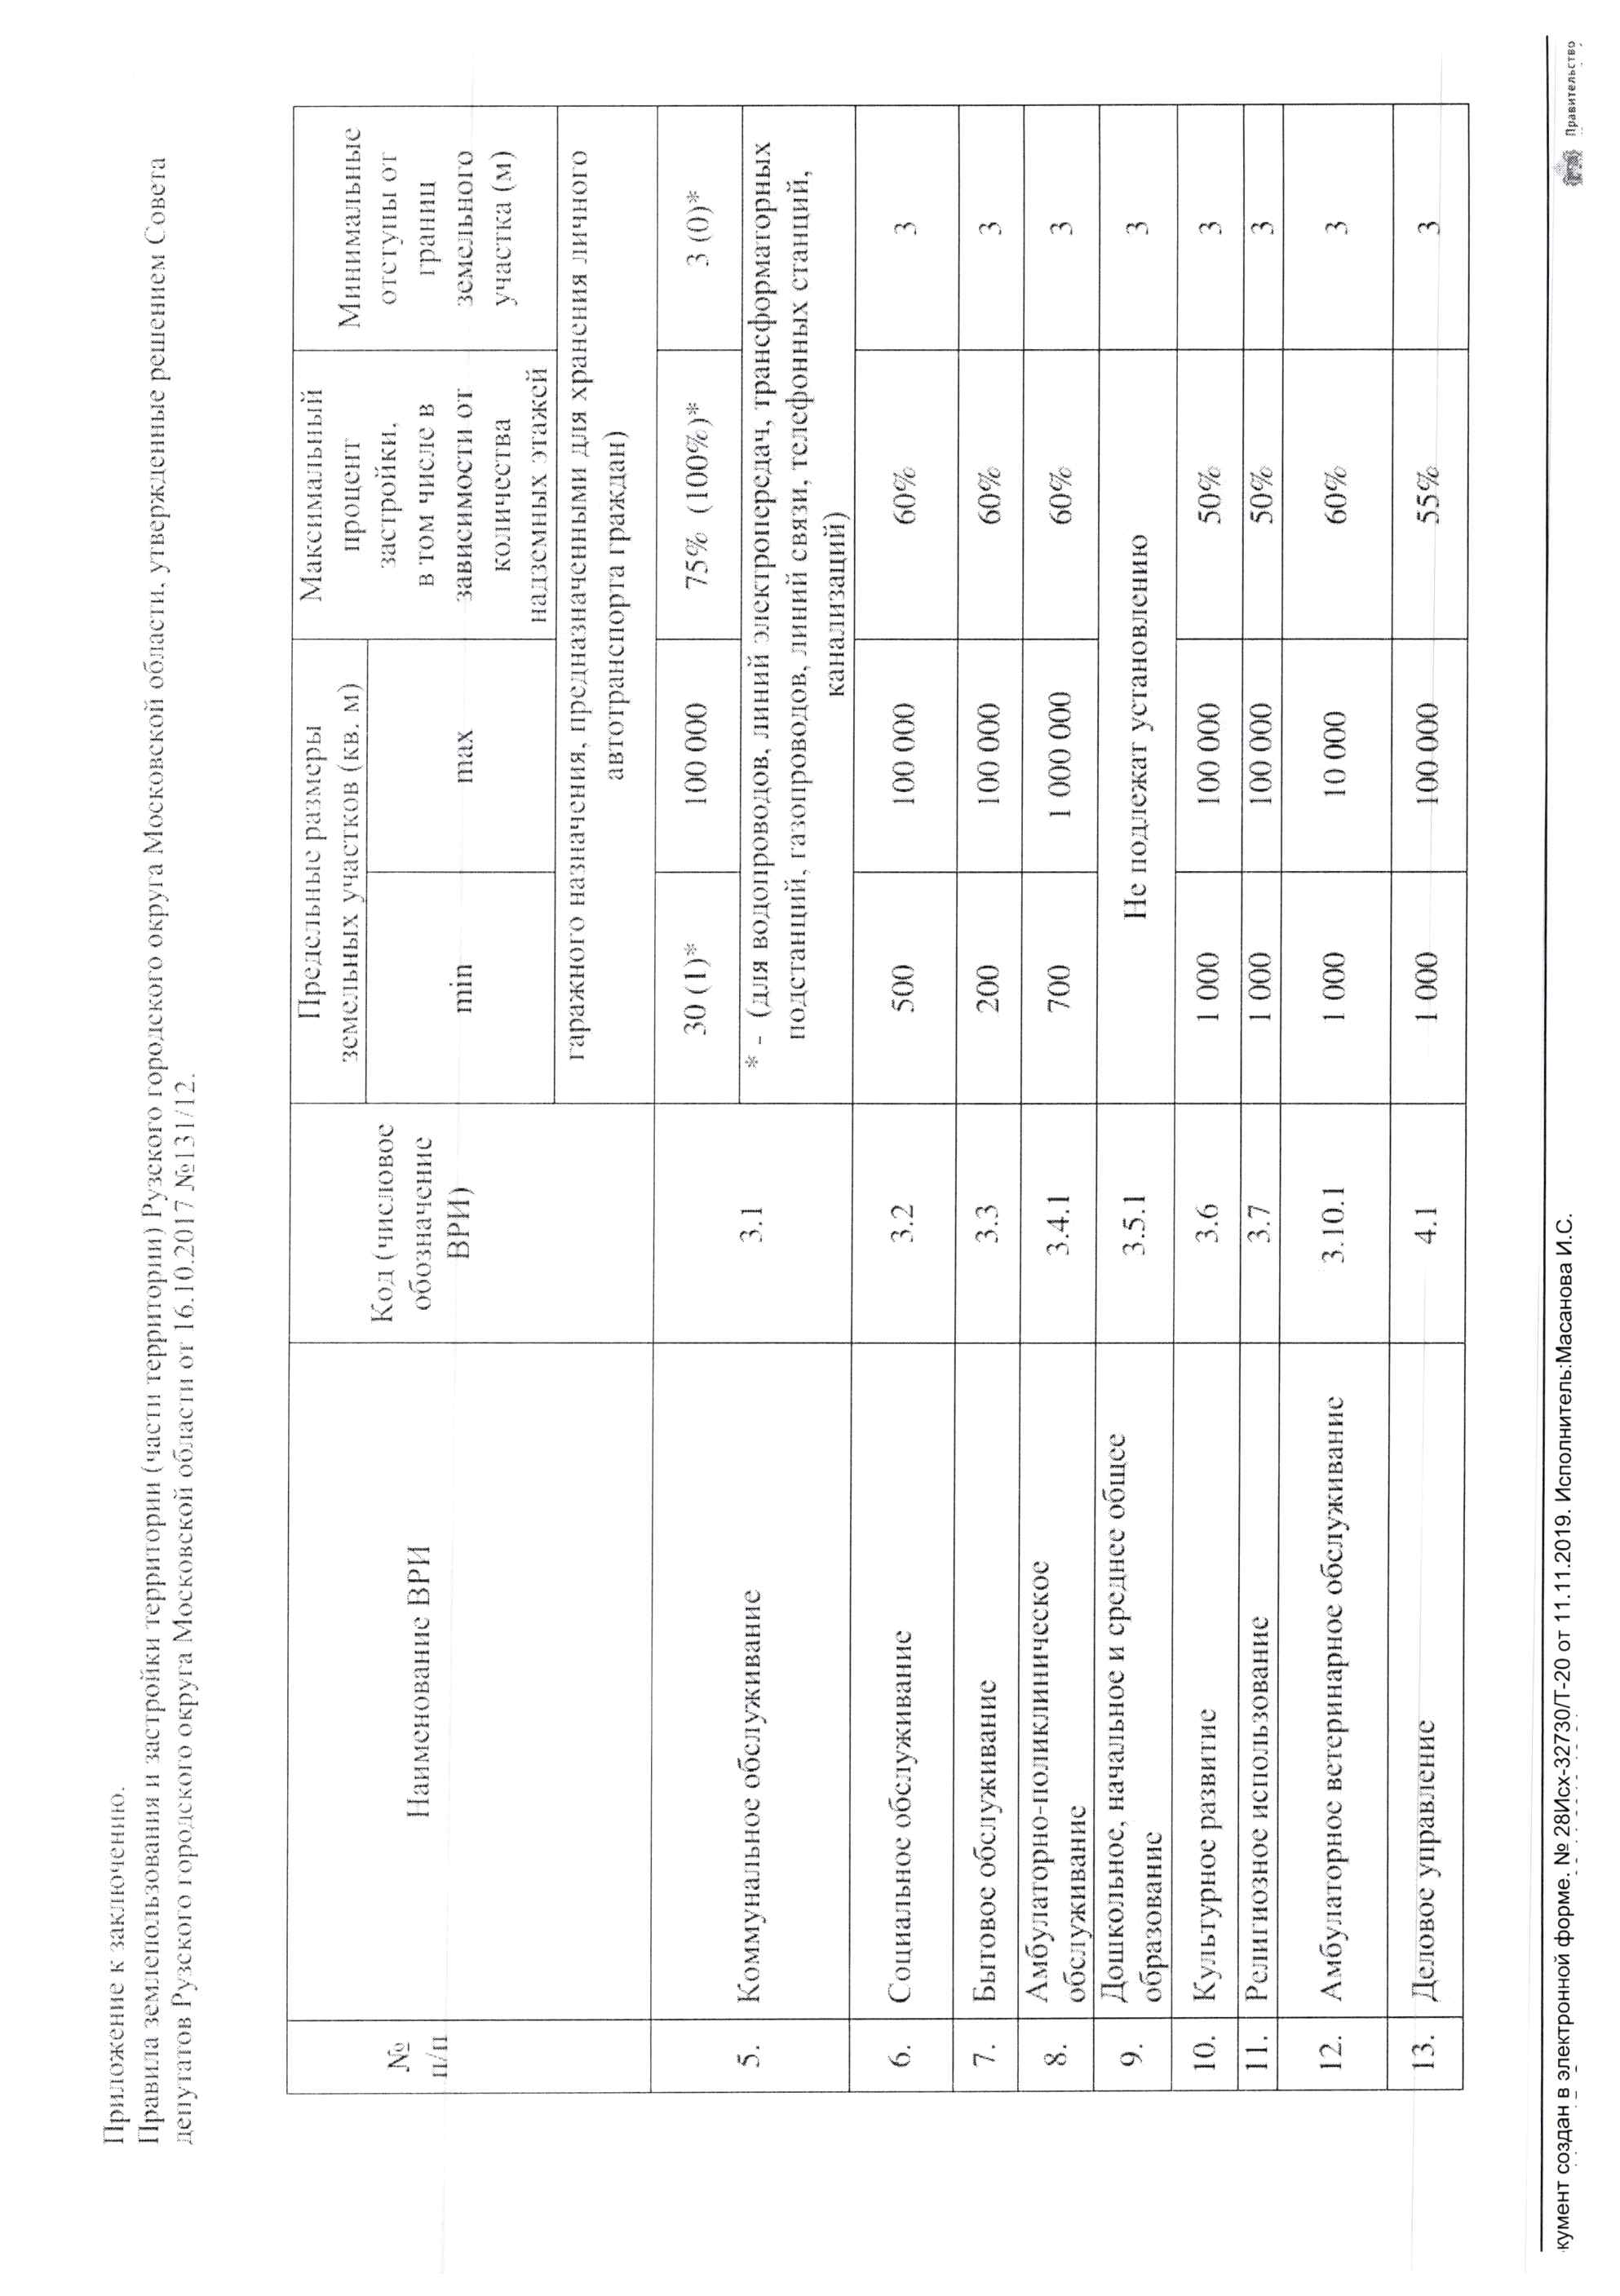 Приложение к заключению.
Правила землепользования и застройки территории (части территории) Рузского городского округа Московской области, утвержденные решением Совета
депутатов Рузского городского округа Московской области от 16.10.2017 №131/12.
№
п/п
Наименование ВРИ
Код (числовое
обозначение
ВРИ)
Предельные размеры
земельных участков (кв. м)
min
max
Максимальный
процент
застройки,
в том числе в
зависимости от
количества
надземных этажей
Минимальные
отступы от
границ
земельного
участка (м)
гаражного назначения, предназначенными для хранения личного
автотранспорта граждан)
5. Коммунальное обслуживание 3.1 30 (1)* 100 000 75% (100%)* 3 (0)*
* - (для водопроводов, линий электропередач, трансформаторных
подстанций, газопроводов, линий связи, телефонных станций,
канализаций)
6. Социальное обслуживание 3.2 500 100 000 60% 3
7. Бытовое обслуживание 3.3 200 100 000 60% 3
8. Амбулаторно-поликлиническое
обслуживание 3.4.1 700 1 000 000 60% 3
9. Дошкольное, начальное и среднее общее
образование 3.5.1 Не подлежат установлению 3
10. Культурное развитие 3.6 1 000 100 000 50% 3
11. Религиозное использование 3.7 1 000 100 000 50% 3
12. Амбулаторное ветеринарное обслуживание 3.10.1 1 000 10 000 60% 3
13. Деловое управление 4.1 1 000 100 000 55% 3
кумент создан в электронной форме. № 28Исх-32730/Т-20 от 11.11.2019. Исполнитель:Масанова И.С.
Правительство